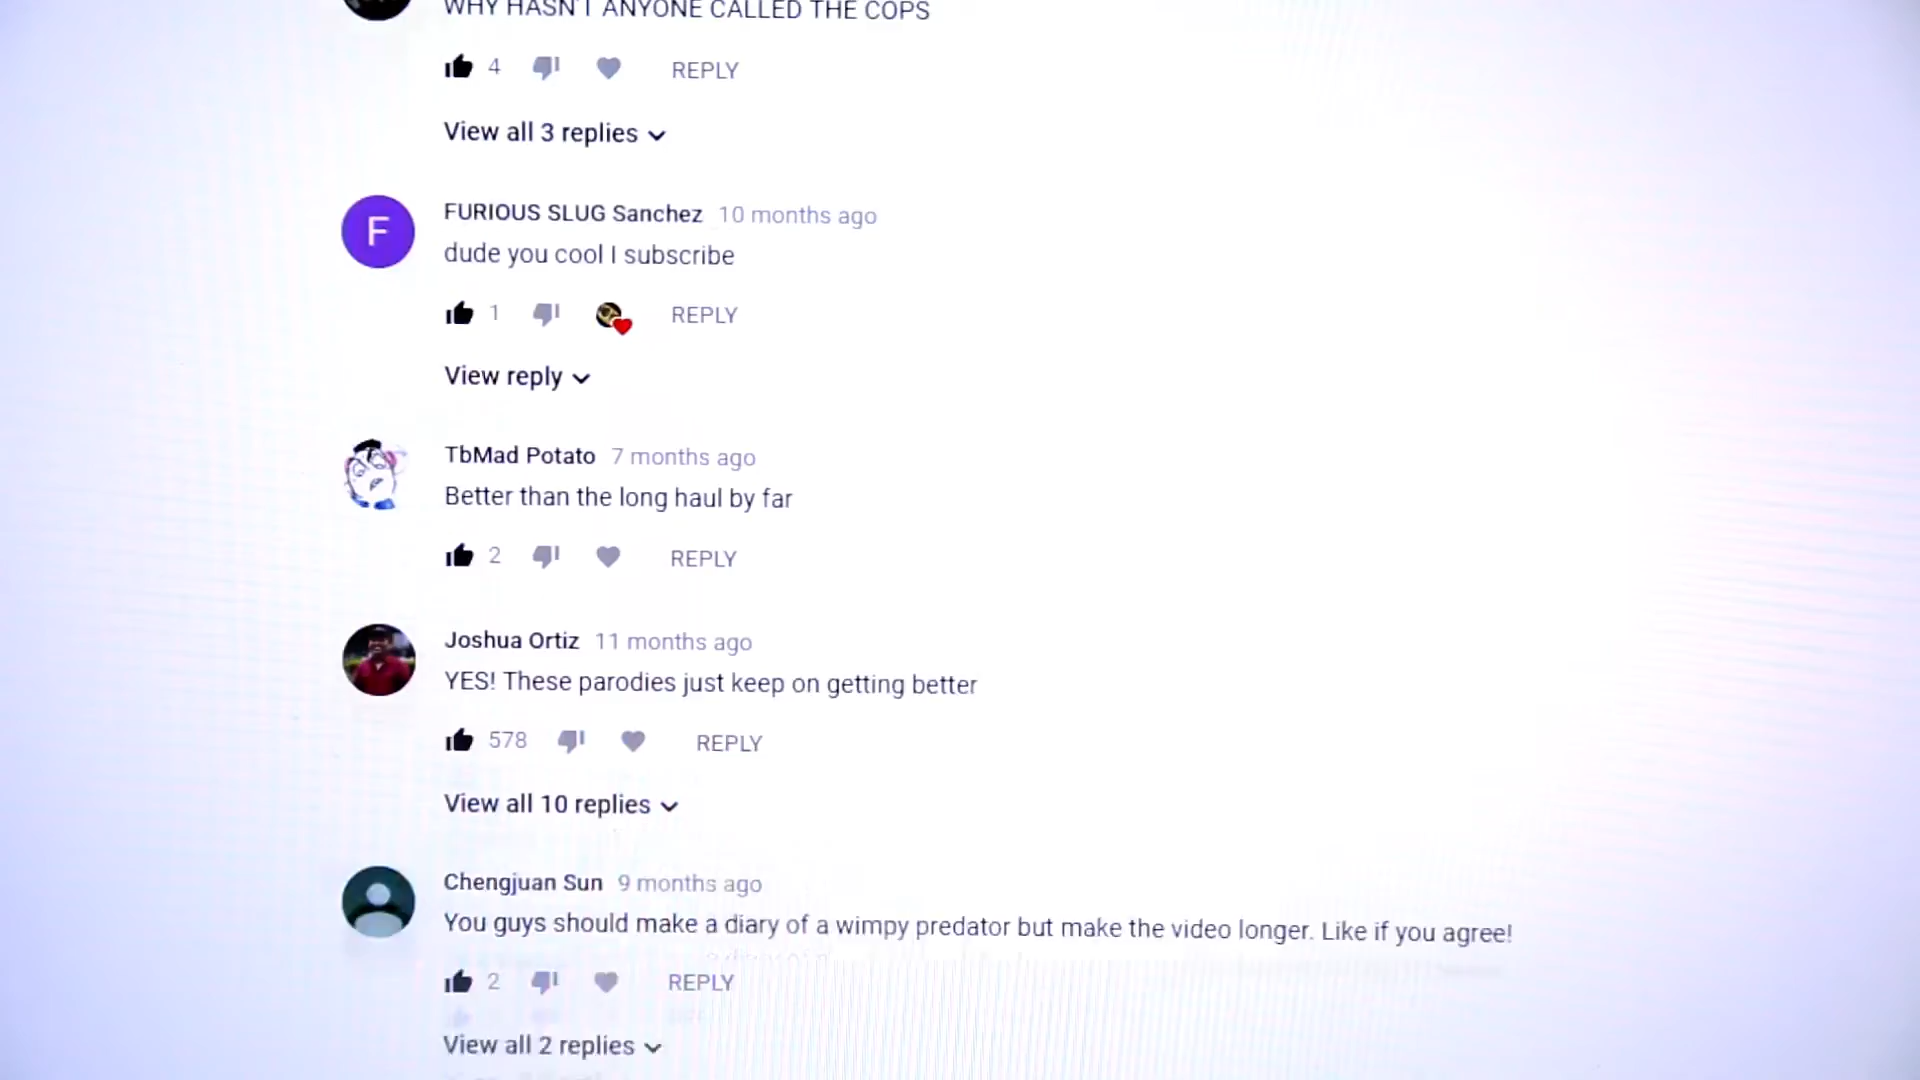 WHY HASN'T ANYONE CALLED THE COPS
4 REPLY
View all 3 replies
F
FURIOUS SLUG Sanchez 10 months ago
dude you cool I subscribe
1 REPLY
View reply
TbMad Potato 7 months ago
Better than the long haul by far
2 REPLY
Joshua Ortiz 11 months ago
YES! These parodies just keep on getting better
578 REPLY
View all 10 replies
Chengjuan Sun 9 months ago
You guys should make a diary of a wimpy predator but make the video longer. Like if you agree!
2 REPLY
View all 2 replies